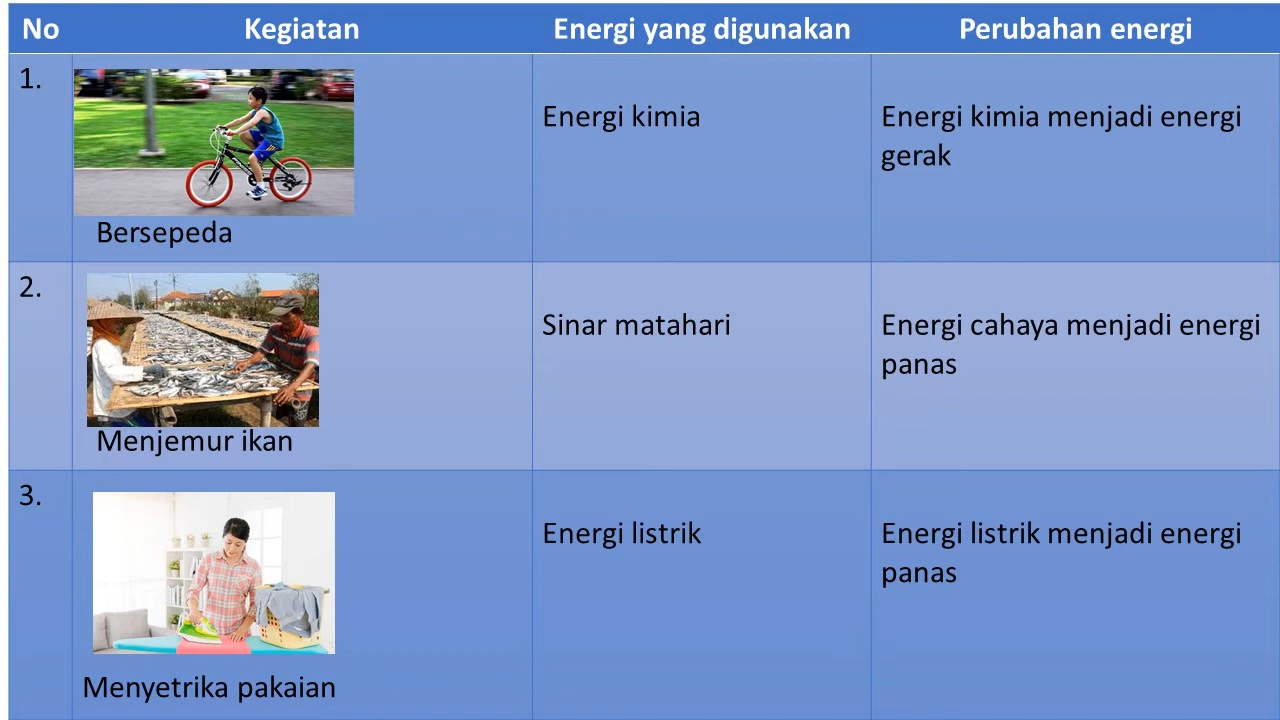 No Kegiatan Energi yang digunakan Perubahan energi
1.
Energi kimia
Energi kimia menjadi energi
gerak
Bersepeda
2.
Sinar matahari
Energi cahaya menjadi energi
panas
Menjemur ikan
3.
Energi listrik
Energi listrik menjadi energi
panas
Menyetrika pakaian